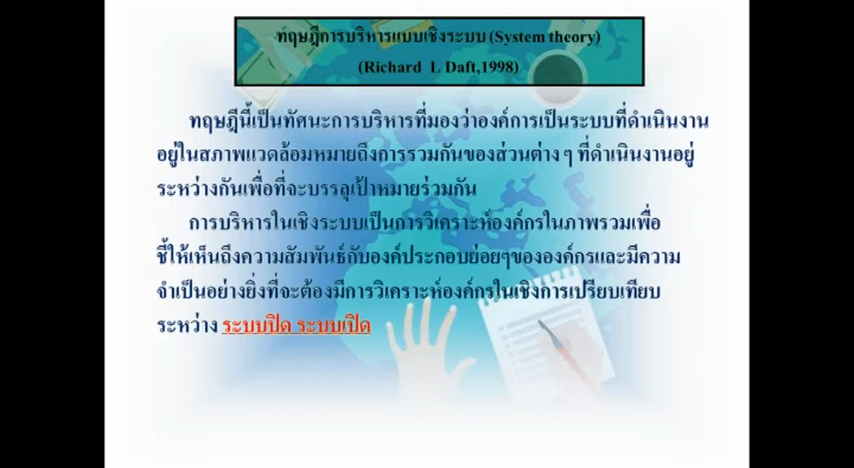 ทฤษฎีการบริหารแบบเชิงระบบ (System theory)
(Richard L Daft,1998)
ทฤษฎีนี้เป็นทัศนะการบริหารที่มองว่าองค์การเป็นระบบที่ดำเนินงาน
อยู่ในสภาพแวดล้อมหมายถึงการรวมกันของส่วนต่าง ๆ ที่ดำเนินงานอยู่
ระหว่างกันเพื่อที่จะบรรลุเป้าหมายร่วมกัน
การบริหารในเชิงระบบเป็นการวิเคราะห์องค์กรในภาพรวมเพื่อ
ชี้ให้เห็นถึงความสัมพันธ์กับองค์ประกอบย่อยๆขององค์กรและมีความ
จำเป็นอย่างยิ่งที่จะต้องมีการวิเคราะห์องค์กรในเชิงการเปรียบเทียบ
ระหว่าง ระบบปิด ระบบเปิด